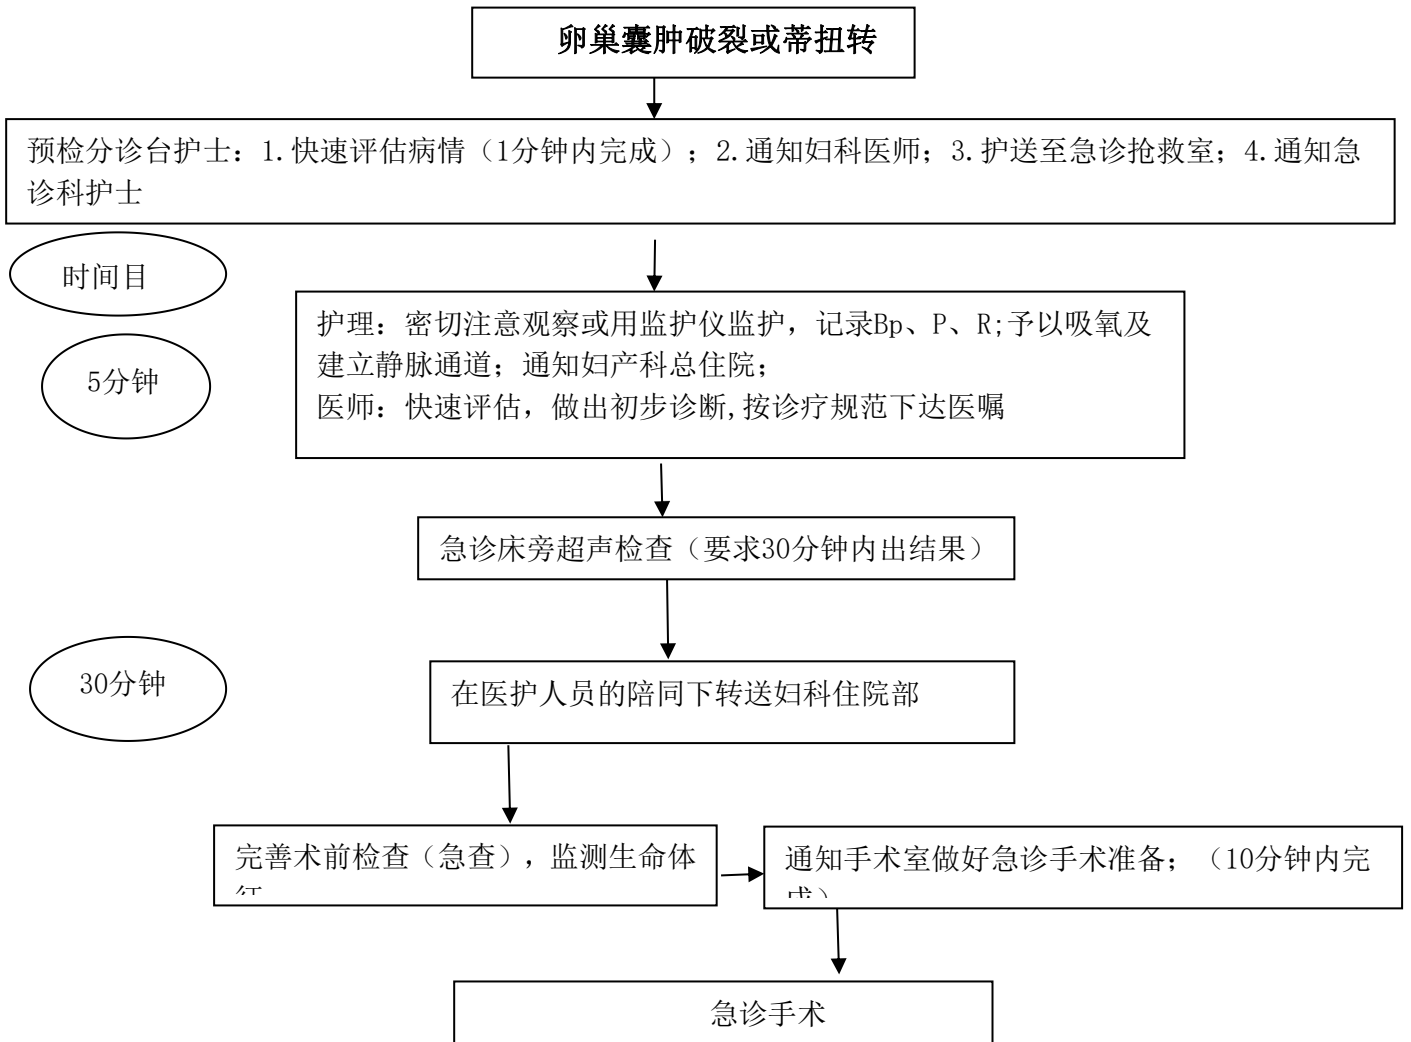 卵巢囊肿破裂或蒂扭转
预检分诊台护士：1.快速评估病情（1分钟内完成）；2.通知妇科医师；3.护送至急诊抢救室；4.通知急
诊科护士
时间目
护理：密切注意观察或用监护仪监护，记录Bp、P、R;予以吸氧及
建立静脉通道；通知妇产科总住院；
医师：快速评估，做出初步诊断,按诊疗规范下达医嘱
5分钟
急诊床旁超声检查（要求30分钟内出结果）
30分钟
在医护人员的陪同下转送妇科住院部
完善术前检查（急查），监测生命体
通知手术室做好急诊手术准备；（10分钟内完
急诊手术